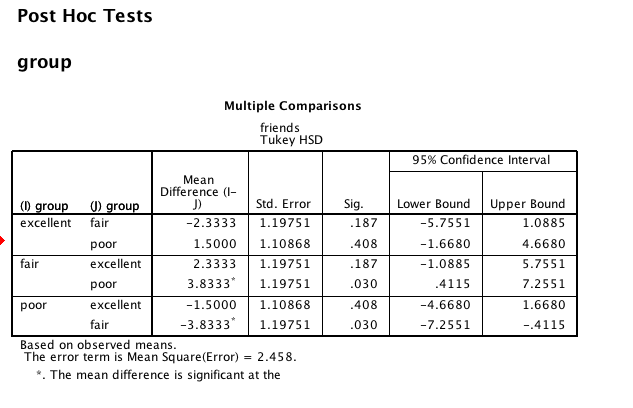 Post Hoc Tests
group
Multiple Comparisons
friends
Tukey HSD
(I) group (J) group Mean Difference (I-J) Std. Error Sig. 95% Confidence Interval Lower Bound Upper Bound
excellent fair -2.3333 1.19751 .187 -5.7551 1.0885
poor 1.5000 1.10868 .408 -1.6680 4.6680
fair excellent 2.3333 1.19751 .187 -1.0885 5.7551
poor 3.8333* 1.19751 .030 .4115 7.2551
poor excellent -1.5000 1.10868 .408 -4.6680 1.6680
fair -3.8333* 1.19751 .030 -7.2551 -.4115
Based on observed means.
The error term is Mean Square(Error) = 2.458.
*. The mean difference is significant at the